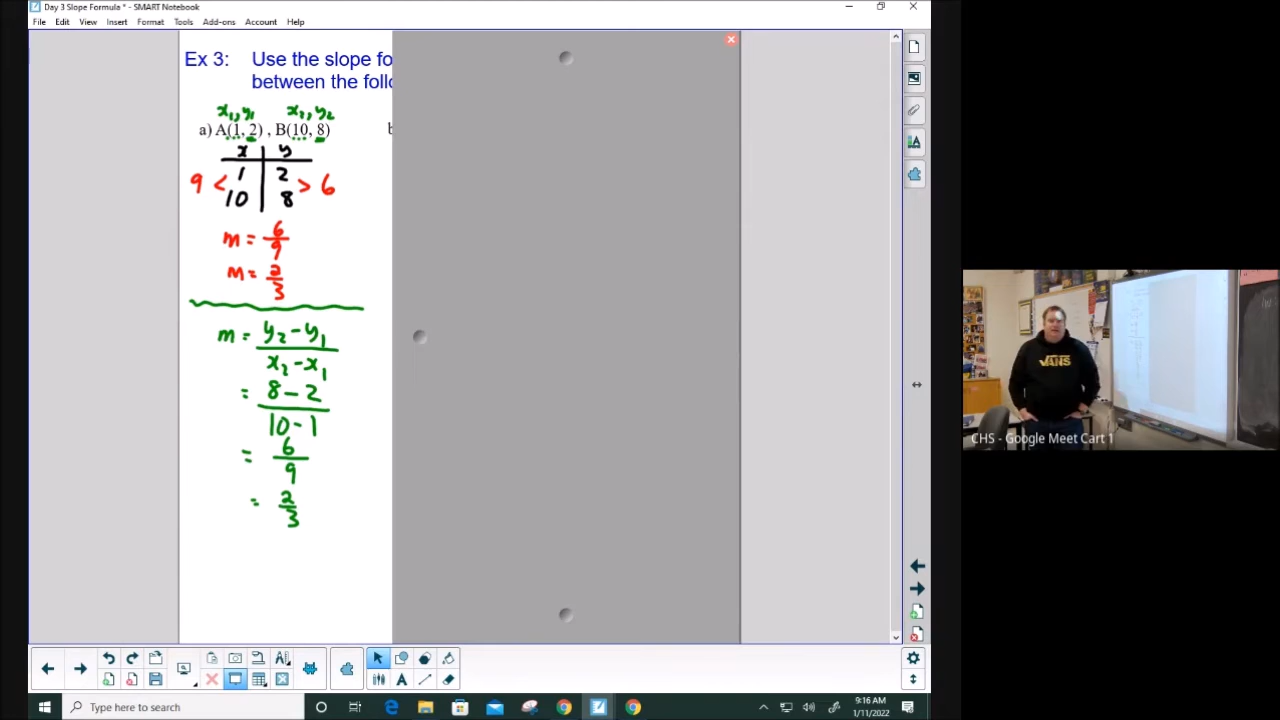 Day 3 Slope Formula * - SMART Notebook
File Edit View Insert Format Tools Add-ons Account Help
Ex 3: Use the slope fo
between the follo
x₁, y₁ x₂, y₂
a) A(1, 2) , B(10, 8) b
x y
1 2
9 < > 6
10 8
m = 6/9
m = 2/3
m = y₂ - y₁ / x₂ - x₁
= 8 - 2 / 10 - 1
= 6/9
= 2/3
VANS
CHS - Google Meet Cart 1
Type here to search
9:16 AM
1/11/2022